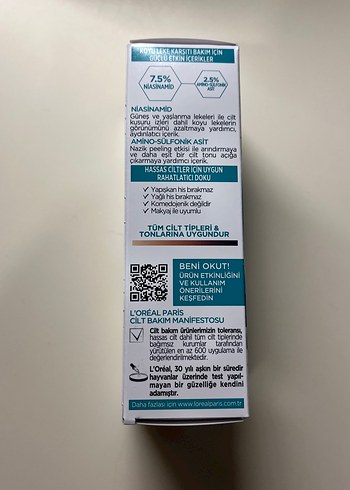 KOYU LEKE KARŞITI BAKIM İÇİN
GÜÇLÜ ETKİN İÇERİKLER
7.5%
NİASİNAMİD
2.5%
AMİNO-SÜLFONİK
ASİT
NİASİNAMİD
Güneş ve yaşlanma lekeleri ile cilt
kusuru izleri dahil koyu lekelerin
görünümünü azaltmaya yardımcı,
aydınlatıcı içerik.
AMİNO-SÜLFONİK ASİT
Nazik peeling etkisi ile arındırmaya
ve daha eşit bir cilt tonu açığa
çıkarmaya yardımcı içerik.
HASSAS CİLTLER İÇİN UYGUN
RAHATLATICI DOKU
✓ Yapışkan his bırakmaz
✓ Yağlı his bırakmaz
✓ Komedojenik değildir
✓ Makyaj ile uyumlu
TÜM CİLT TİPLERİ &
TONLARINA UYGUNDUR
BENİ OKUT!
ÜRÜN ETKİNLİĞİNİ
VE KULLANIM
ÖNERİLERİNİ
KEŞFEDİN
L'ORÉAL PARİS
CİLT BAKIM MANİFESTOSU
Cilt bakım ürünlerimizin toleransı,
hassas cilt dahil tüm cilt tiplerinde
bağımsız kurumlar tarafından
yürütülen en az 600 uygulama ile
değerlendirilmektedir.
L'Oréal, 30 yılı aşkın bir süredir
hayvanlar üzerinde test yapıl-
mayan bir güzelliğe kendini
adamıştır.
Daha fazlası için www.lorealparis.com.tr